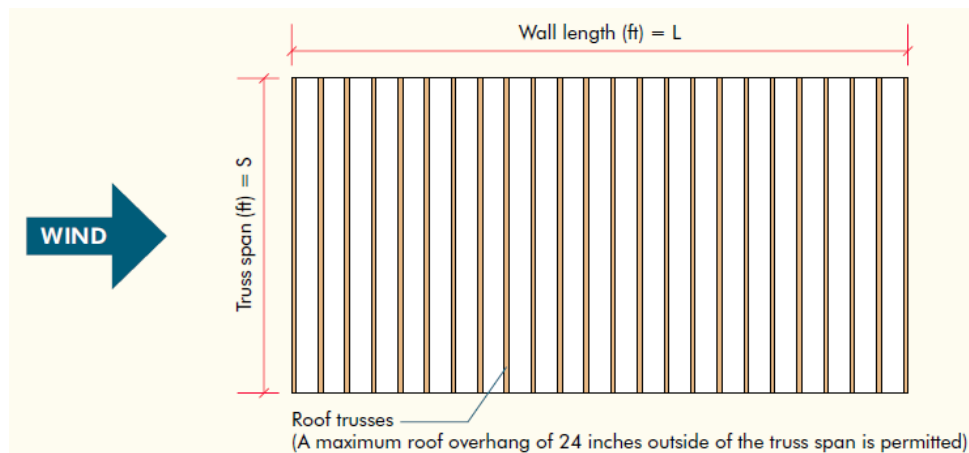 Wall length (ft) = L
WIND
Truss span (ft) = S
Roof trusses
(A maximum roof overhang of 24 inches outside of the truss span is permitted)